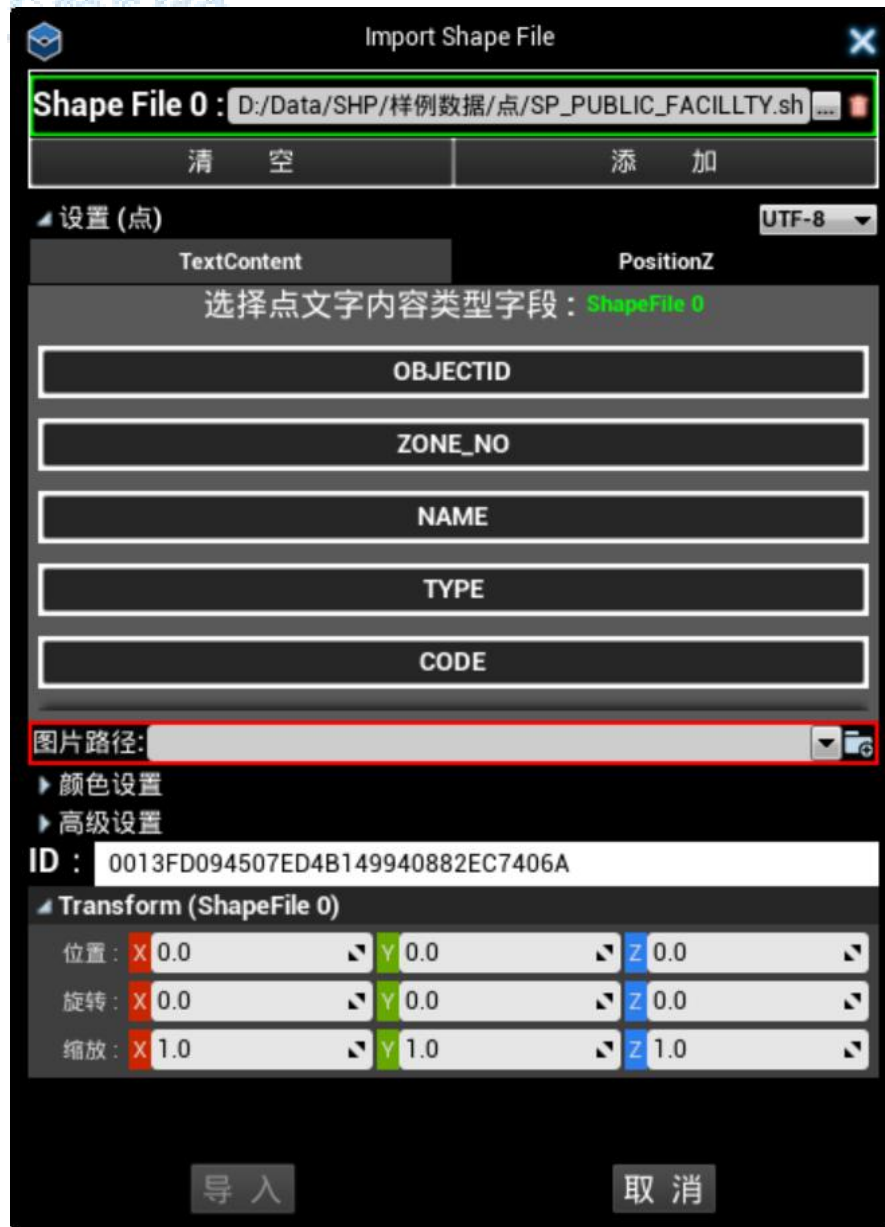 Import Shape File
Shape File 0 : D:/Data/SHP/样例数据/点/SP_PUBLIC_FACILLTY.sh ...
清 空 添 加
设置 (点) UTF-8
TextContent PositionZ
选择点文字内容类型字段 : ShapeFile 0
OBJECTID
ZONE_NO
NAME
TYPE
CODE
图片路径:
颜色设置
高级设置
ID : 0013FD094507ED4B149940882EC7406A
Transform (ShapeFile 0)
位置 : X 0.0 Y 0.0 Z 0.0
旋转 : X 0.0 Y 0.0 Z 0.0
缩放 : X 1.0 Y 1.0 Z 1.0
导 入 取 消